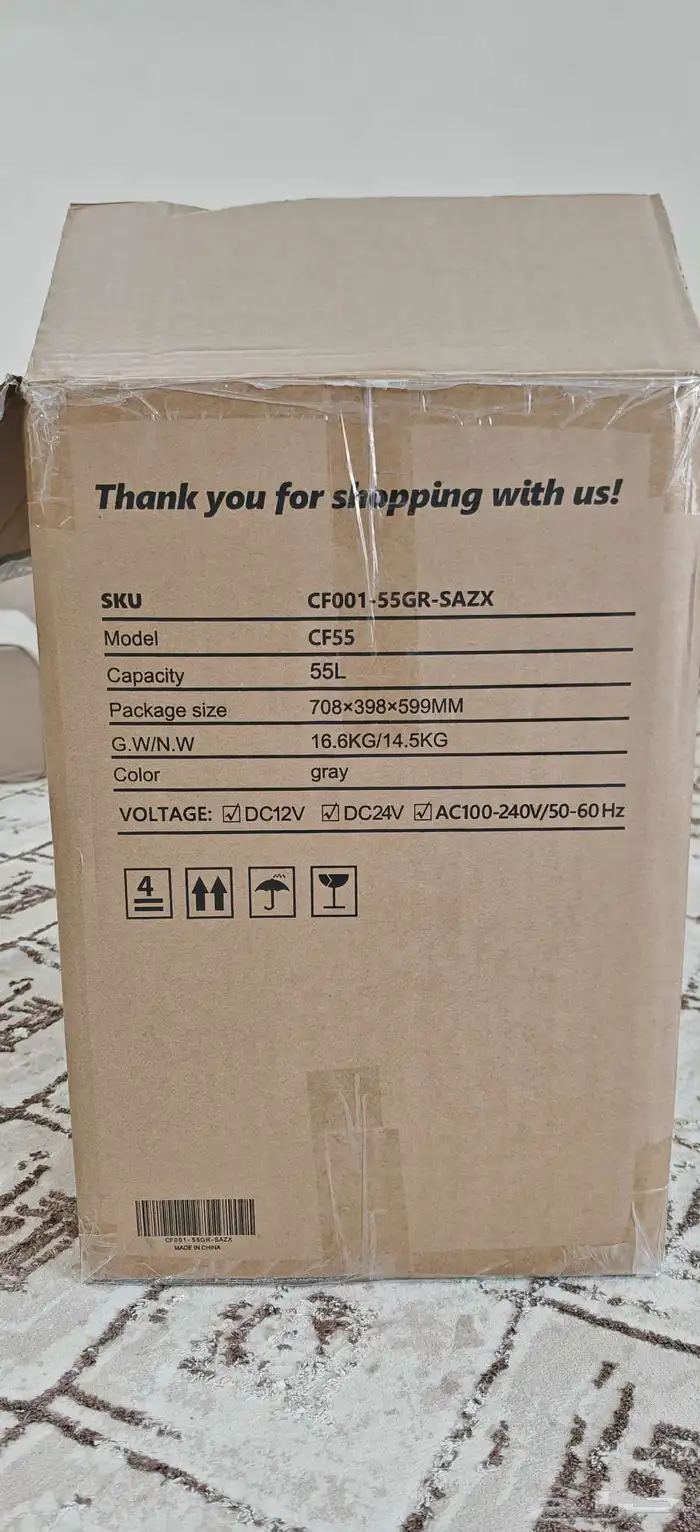 Thank you for shopping with us!
SKU CF001-55GR-SAZX
Model CF55
Capacity 55L
Package size 708×398×599MM
G.W/N.W 16.6KG/14.5KG
Color gray
VOLTAGE: ☑ DC12V ☑ DC24V ☑ AC100-240V/50-60Hz
4
CF001-55GR-SAZX
MADE IN CHINA